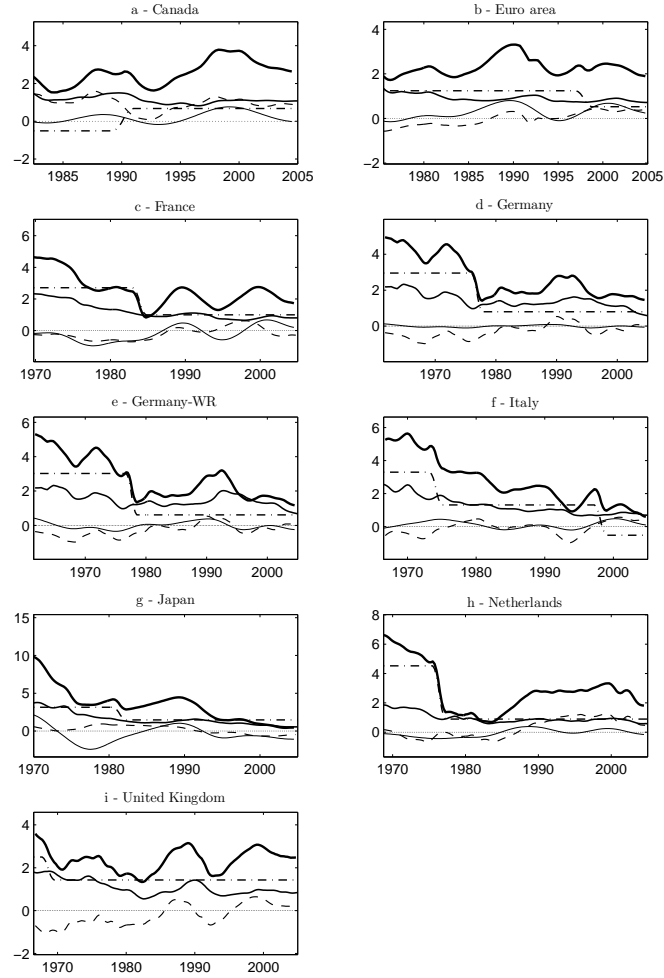 a - Canada
4
2
0
−2
1985 1990 1995 2000 2005
b - Euro area
4
2
0
−2
1980 1985 1990 1995 2000 2005
c - France
6
4
2
0
1970 1980 1990 2000
d - Germany
4
2
0
1970 1980 1990 2000
e - Germany-WR
6
4
2
0
1970 1980 1990 2000
f - Italy
6
4
2
0
1970 1980 1990 2000
g - Japan
15
10
5
0
1970 1980 1990 2000
h - Netherlands
8
6
4
2
0
1970 1980 1990 2000
i - United Kingdom
4
2
0
−2
1970 1980 1990 2000